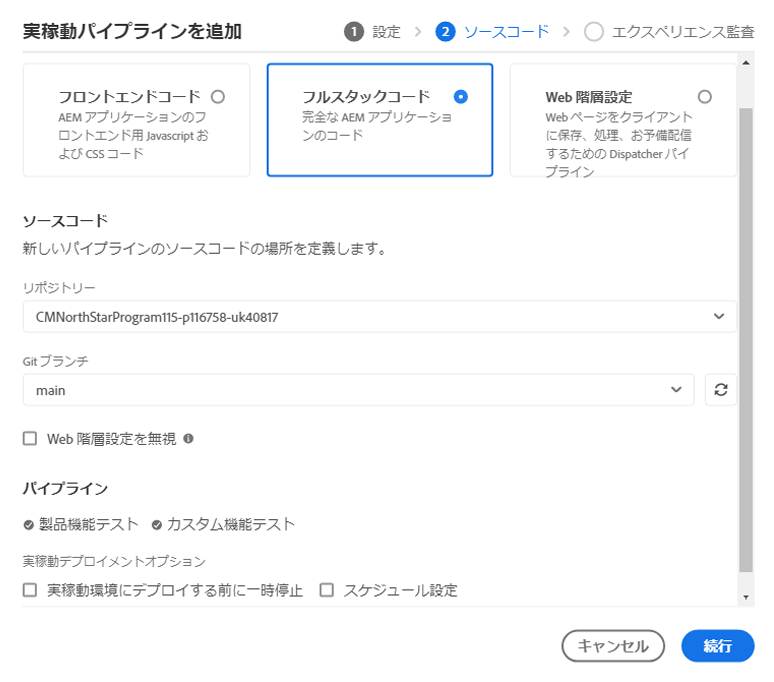 実稼動パイプラインを追加
1 設定 > 2 ソースコード > エクスペリエンス監査
フロントエンドコード
AEM アプリケーションのフ
ロントエンド用 Javascript お
よび CSS コード
フルスタックコード
完全な AEM アプリケーショ
ンのコード
Web 階層設定
Web ページをクライアント
に保存、処理、お予備配信
するための Dispatcher パイ
プライン
ソースコード
新しいパイプラインのソースコードの場所を定義します。
リポジトリー
CMNorthStarProgram115-p116758-uk40817
Git ブランチ
main
Web 階層設定を無視
パイプライン
製品機能テスト カスタム機能テスト
実稼動デプロイメントオプション
実稼動環境にデプロイする前に一時停止 スケジュール設定
キャンセル 続行